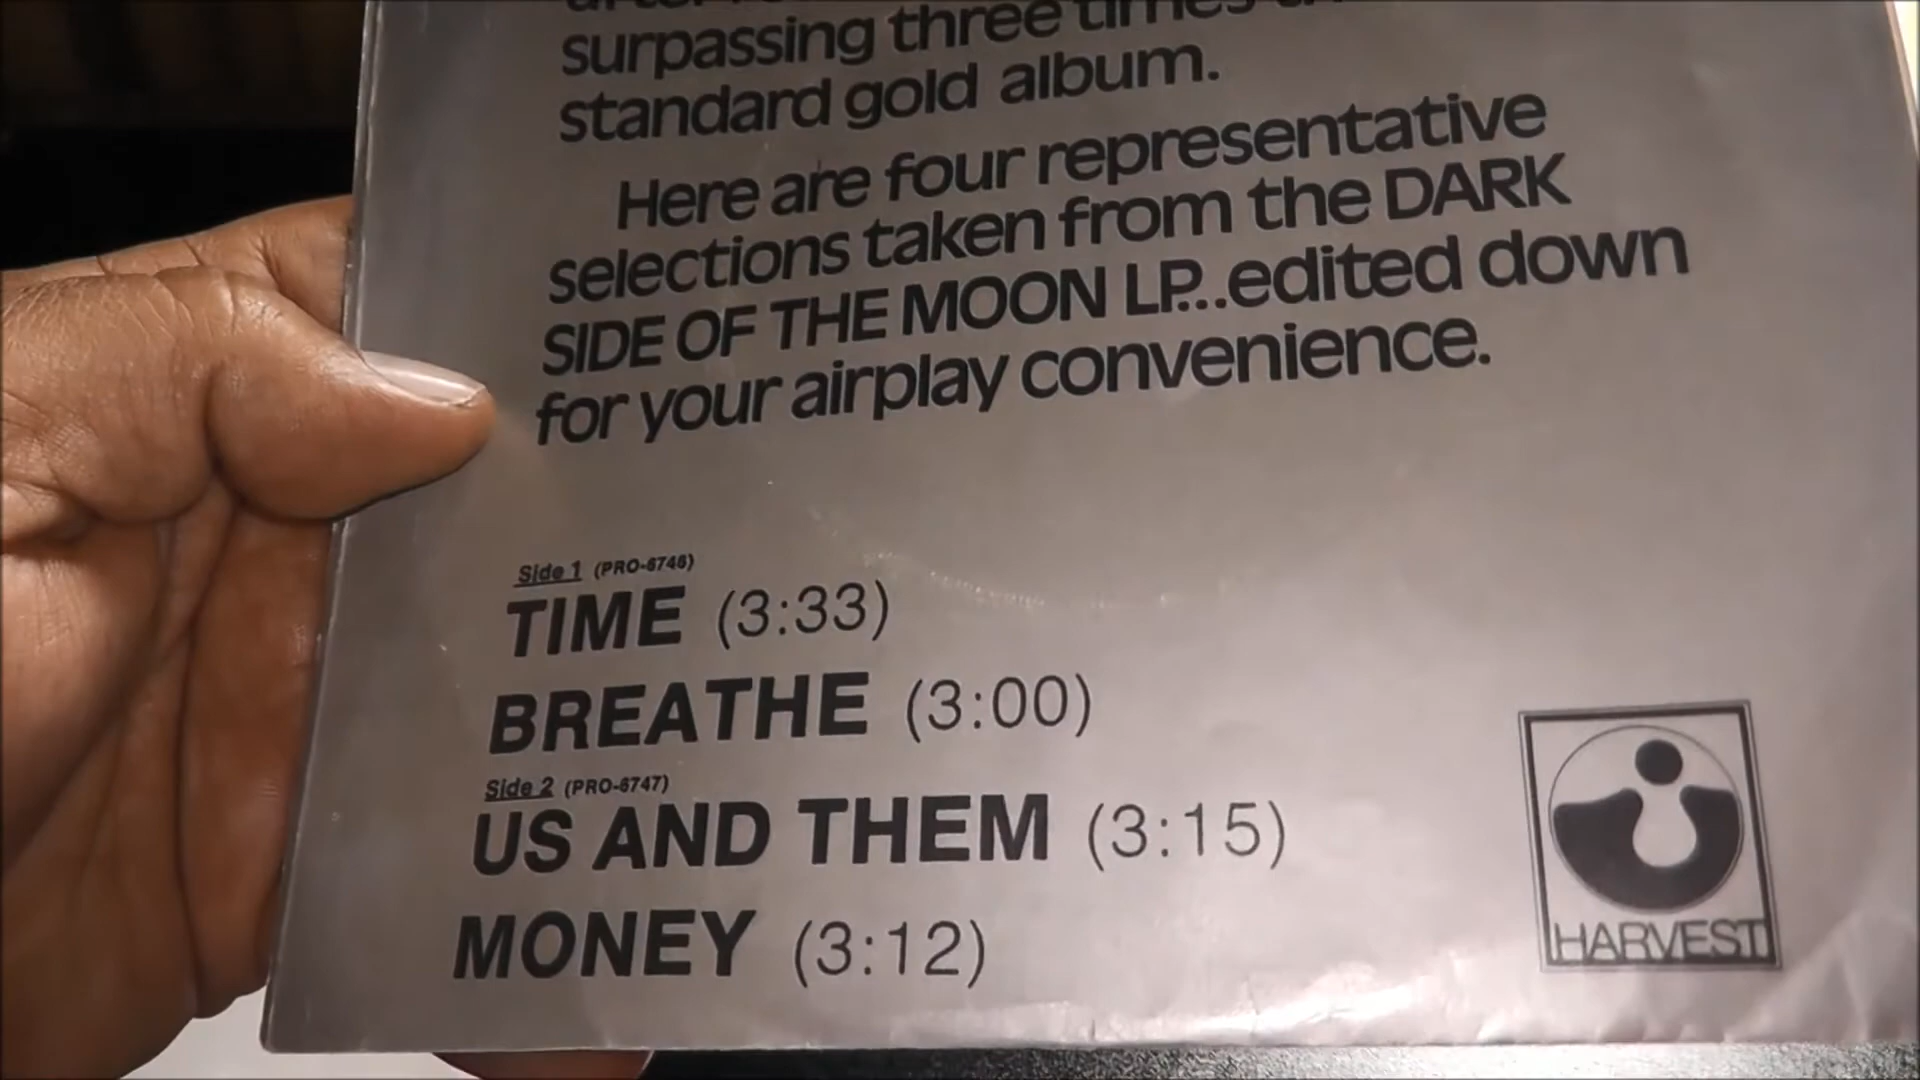 surpassing three times
standard gold album.
Here are four representative
selections taken from the DARK
SIDE OF THE MOON LP...edited down
for your airplay convenience.
Side 1 (PRO-6746)
TIME (3:33)
BREATHE (3:00)
Side 2 (PRO-6747)
US AND THEM (3:15)
MONEY (3:12)
HARVEST